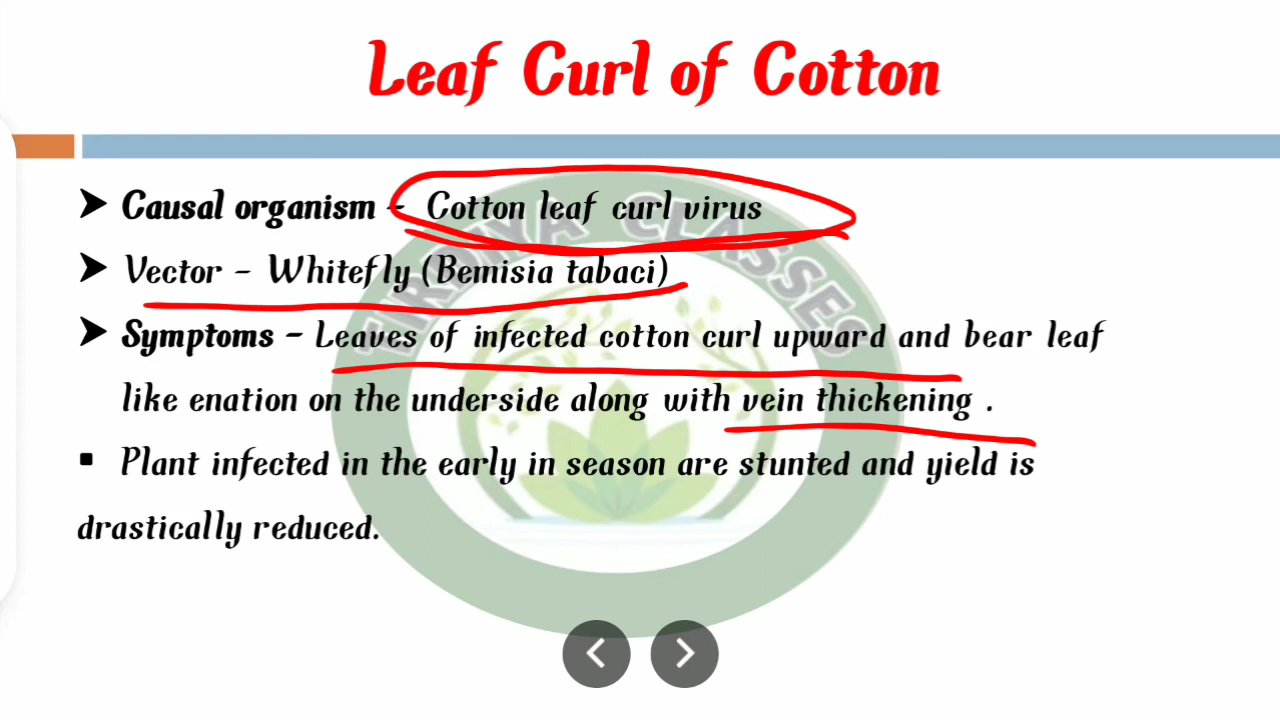 Leaf Curl of Cotton
➤ Causal organism - Cotton leaf curl virus
➤ Vector - Whitefly (Bemisia tabaci)
➤ Symptoms - Leaves of infected cotton curl upward and bear leaf
like enation on the underside along with vein thickening .
▪ Plant infected in the early in season are stunted and yield is
drastically reduced.
CLASSES